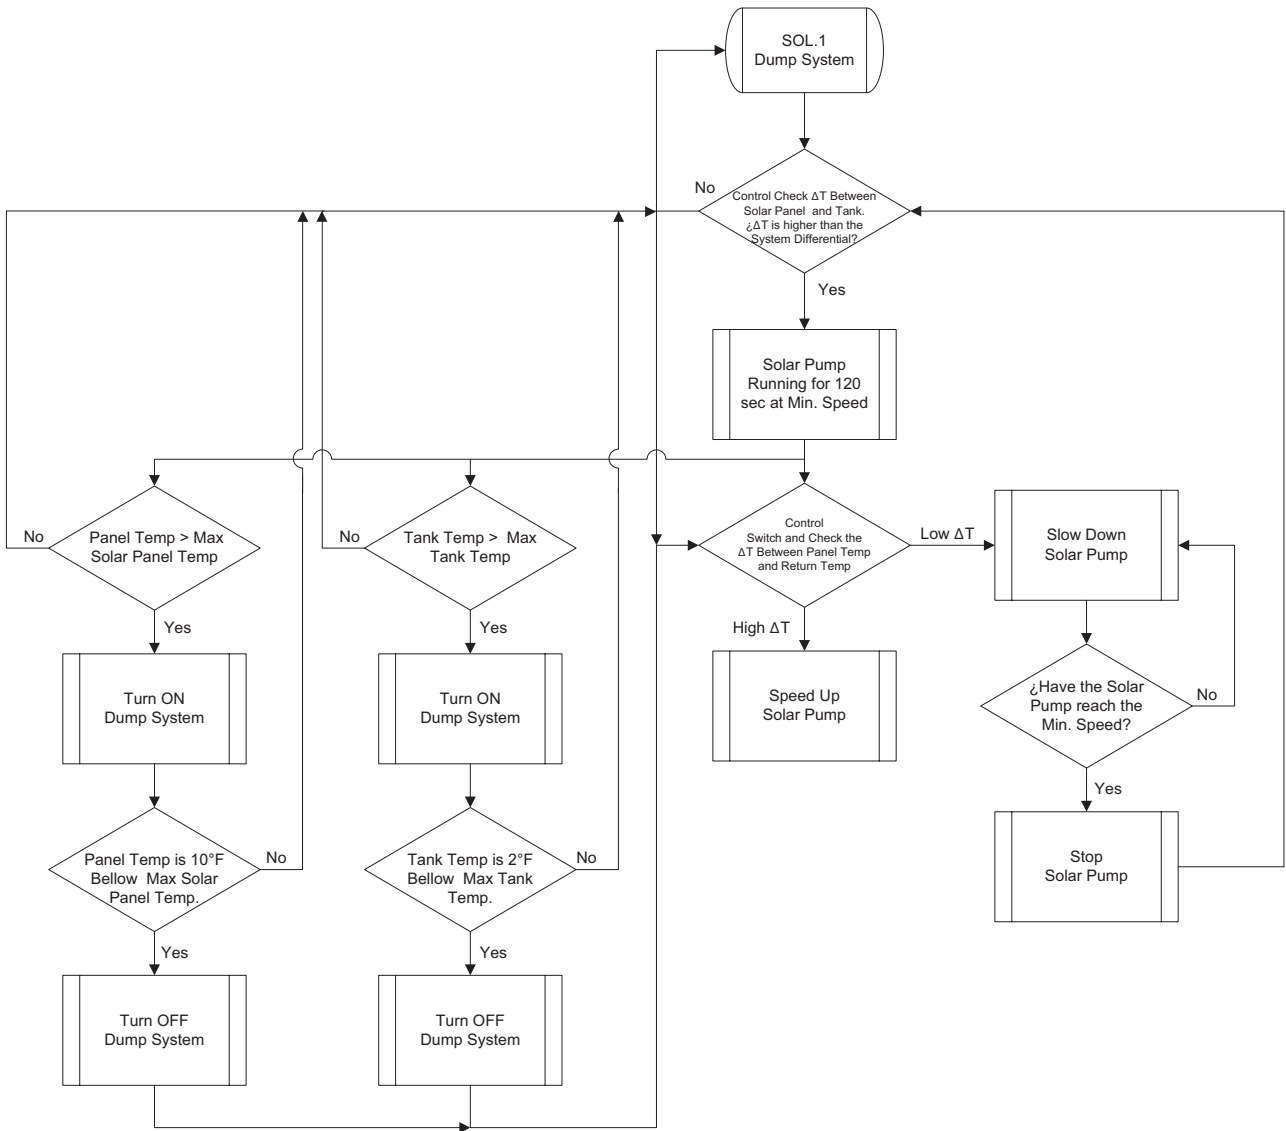 SOL.1
Dump System
No
Control Check ΔT Between
Solar Panel and Tank.
¿ΔT is higher than the
System Differential?
Yes
Solar Pump
Running for 120
sec at Min. Speed
No
Panel Temp > Max
Solar Panel Temp
No
Tank Temp > Max
Tank Temp
Control
Switch and Check the
ΔT Between Panel Temp
and Return Temp
Low ΔT
Slow Down
Solar Pump
Yes
Yes
High ΔT
Turn ON
Dump System
Turn ON
Dump System
Speed Up
Solar Pump
¿Have the Solar
Pump reach the
Min. Speed?
No
Yes
Panel Temp is 10°F
Bellow Max Solar
Panel Temp.
No
Tank Temp is 2°F
Bellow Max Tank
Temp.
No
Stop
Solar Pump
Yes
Yes
Turn OFF
Dump System
Turn OFF
Dump System